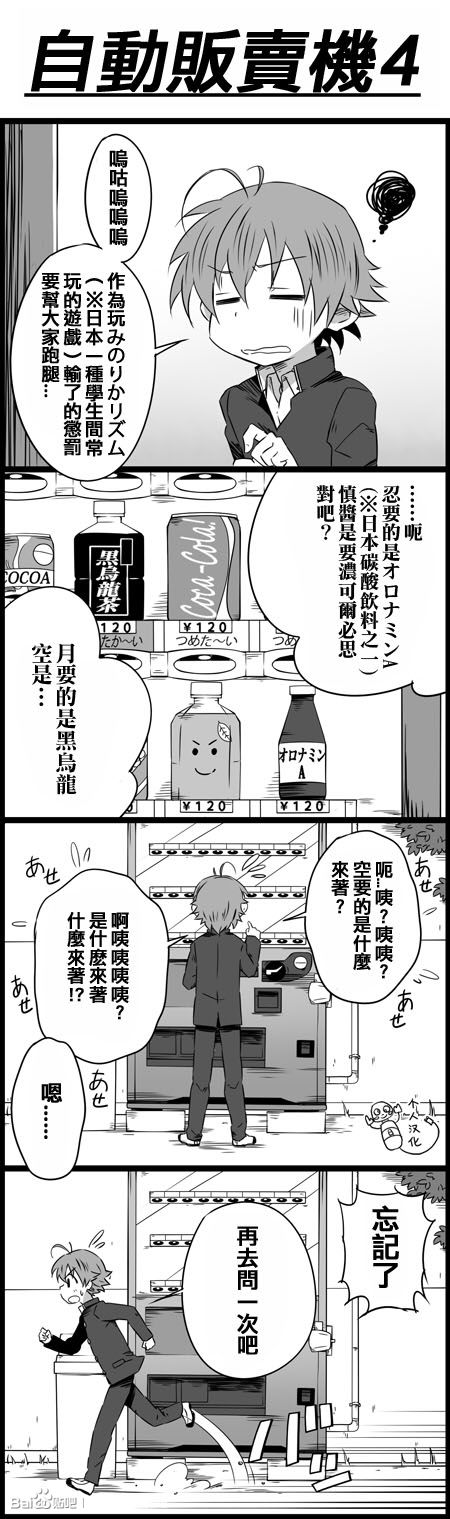 自動販賣機4
嗚咕嗚嗚嗚
作為玩みのりかリズム
（※日本一種學生間常
玩的遊戲）輸了的懲罰
要幫大家跑腿…
……呃
忍要的是オロナミンA
（※日本碳酸飲料之一）
慎醬是要濃可爾必思
對吧？
COCOA
黑烏龍茶
Coca-Cola!
120
¥120
たか〜い
つめた〜い
つめ
月要的是黑烏龍
空是…
オロナミン
A
¥120
¥120
呃…咦？咦咦？
空要的是什麼
來著？
あせ
あせ
啊咦咦咦咦？
是什麼來著
什麼來著!?
あせ
あせ
嗯……
个人汉化
忘記了
再去問一次吧
Bai 贴吧